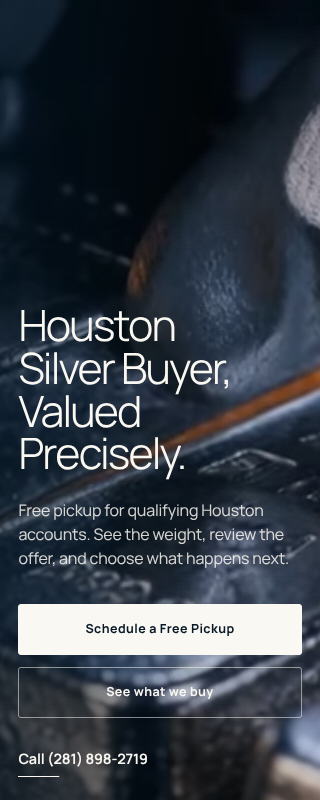 Houston
Silver Buyer,
Valued
Precisely.
Free pickup for qualifying Houston
accounts. See the weight, review the
offer, and choose what happens next.
Schedule a Free Pickup
See what we buy
Call (281) 898-2719